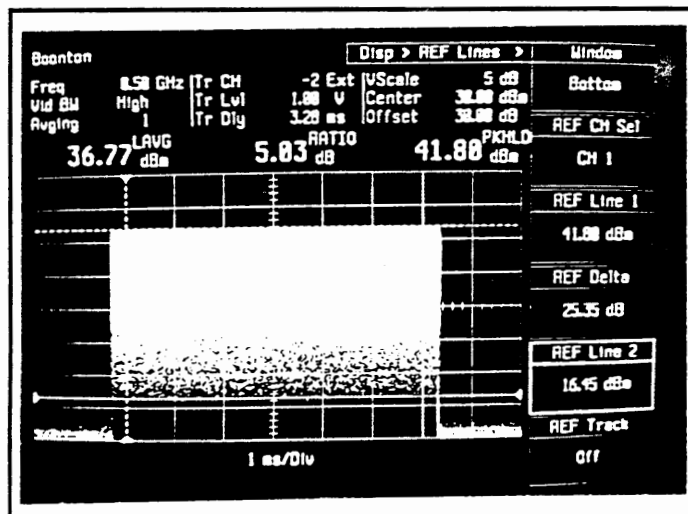 Boonton
Disp > REF Lines >
Window
Bottom
Freq 0.50 GHz
Vid BW High
Avging 1
Tr CH -2 Ext
Tr Lvl 1.00 V
Tr Dly 3.20 ms
VScale 5 dB
Center 30.00 dBm
Offset 30.00 dB
LAVG
36.77 dBm
RATIO
5.03 dB
PKHLD
41.80 dBm
REF CH Sel
CH 1
REF Line 1
41.80 dBm
REF Delta
25.35 dB
REF Line 2
16.45 dBm
REF Track
Off
1 ms/Div